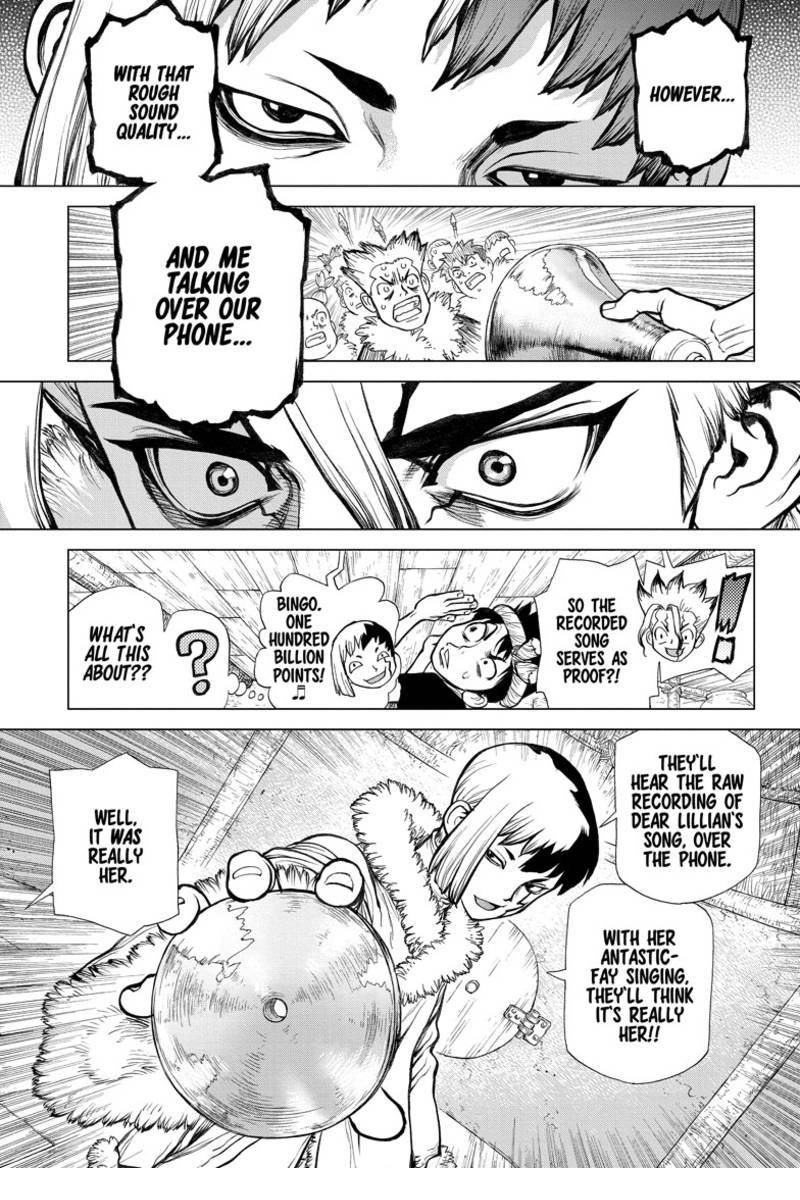 HOWEVER...
WITH THAT
ROUGH
SOUND
QUALITY...
AND ME
TALKING
OVER OUR
PHONE...
!
SO THE
RECORDED
SONG
SERVES AS
PROOF?!
BINGO.
ONE
HUNDRED
BILLION
POINTS!
?
WHAT'S
ALL THIS
ABOUT??
THEY'LL
HEAR THE RAW
RECORDING OF
DEAR LILLIAN'S
SONG, OVER
THE PHONE.
WITH HER
ANTASTIC-
FAY SINGING,
THEY'LL THINK
IT'S REALLY
HER!!
WELL,
IT WAS
REALLY
HER.